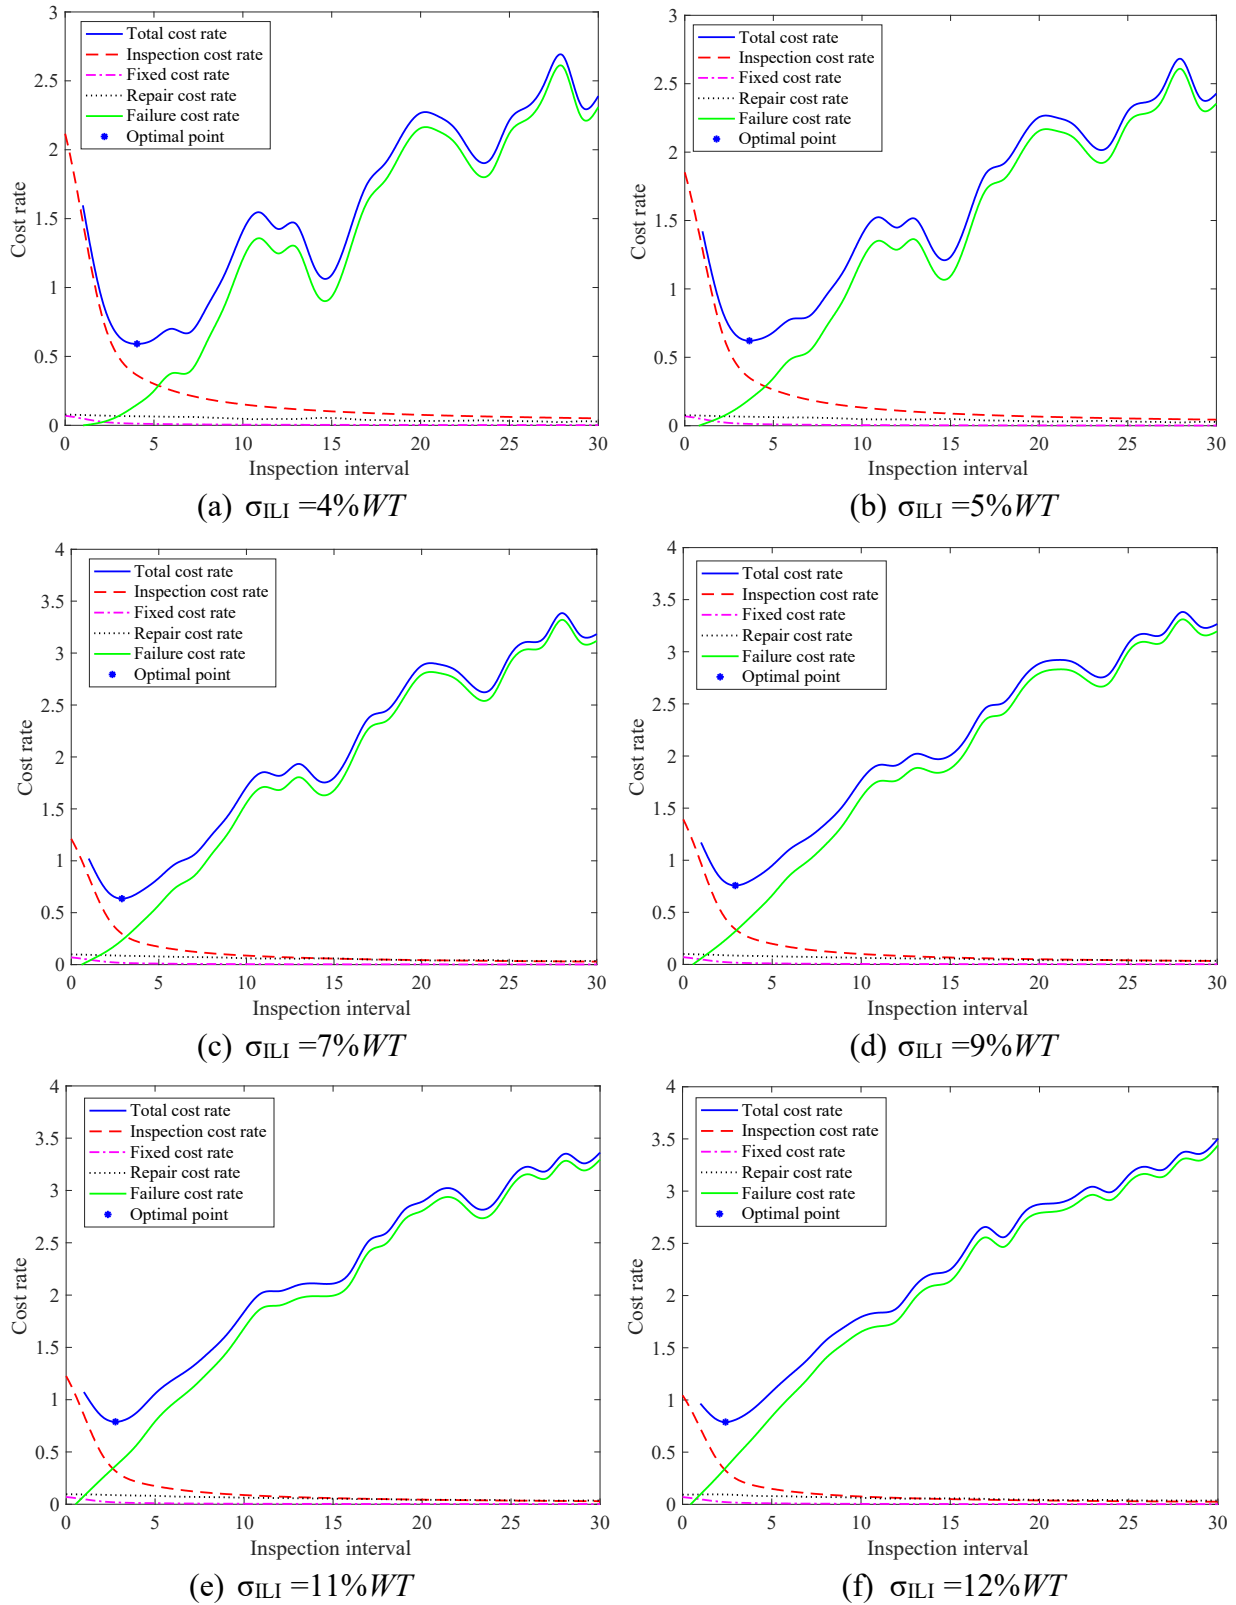 3
2.5
2
1.5
1
0.5
0
Cost rate
Total cost rate
Inspection cost rate
Fixed cost rate
Repair cost rate
Failure cost rate
Optimal point
0 5 10 15 20 25 30
Inspection interval
(a) σILI =4%WT
3
2.5
2
1.5
1
0.5
0
Cost rate
Total cost rate
Inspection cost rate
Fixed cost rate
Repair cost rate
Failure cost rate
Optimal point
0 5 10 15 20 25 30
Inspection interval
(b) σILI =5%WT
4
3.5
3
2.5
2
1.5
1
0.5
0
Cost rate
Total cost rate
Inspection cost rate
Fixed cost rate
Repair cost rate
Failure cost rate
Optimal point
0 5 10 15 20 25 30
Inspection interval
(c) σILI =7%WT
4
3.5
3
2.5
2
1.5
1
0.5
0
Cost rate
Total cost rate
Inspection cost rate
Fixed cost rate
Repair cost rate
Failure cost rate
Optimal point
0 5 10 15 20 25 30
Inspection interval
(d) σILI =9%WT
4
3.5
3
2.5
2
1.5
1
0.5
0
Cost rate
Total cost rate
Inspection cost rate
Fixed cost rate
Repair cost rate
Failure cost rate
Optimal point
0 5 10 15 20 25 30
Inspection interval
(e) σILI =11%WT
4
3.5
3
2.5
2
1.5
1
0.5
0
Cost rate
Total cost rate
Inspection cost rate
Fixed cost rate
Repair cost rate
Failure cost rate
Optimal point
0 5 10 15 20 25 30
Inspection interval
(f) σILI =12%WT